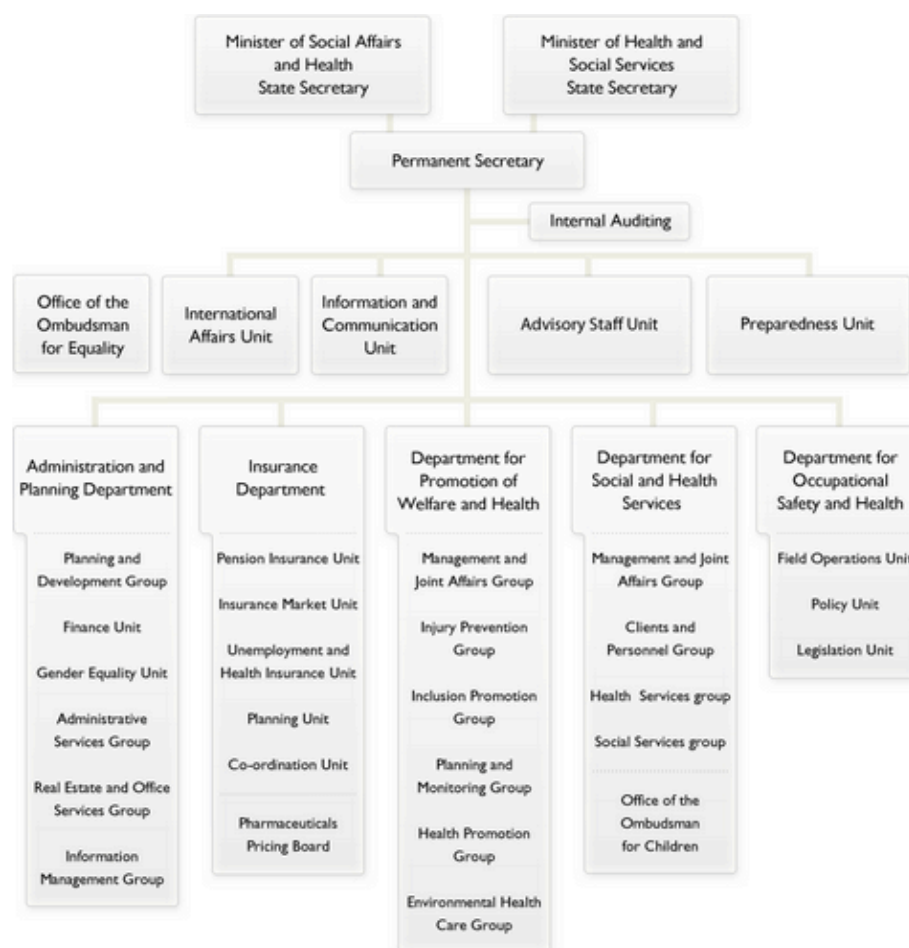 Minister of Social Affairs
and Health
State Secretary
Minister of Health and
Social Services
State Secretary
Permanent Secretary
Internal Auditing
Office of the
Ombudsman
for Equality
International
Affairs Unit
Information and
Communication
Unit
Advisory Staff Unit
Preparedness Unit
Administration and
Planning Department
Planning and
Development Group
Finance Unit
Gender Equality Unit
Administrative
Services Group
Real Estate and Office
Services Group
Information
Management Group
Insurance
Department
Pension Insurance Unit
Insurance Market Unit
Unemployment and
Health Insurance Unit
Planning Unit
Co-ordination Unit
Pharmaceuticals
Pricing Board
Department for
Promotion of
Welfare and Health
Management and
Joint Affairs Group
Injury Prevention
Group
Inclusion Promotion
Group
Planning and
Monitoring Group
Health Promotion
Group
Environmental Health
Care Group
Department for
Social and Health
Services
Management and Joint
Affairs Group
Clients and
Personnel Group
Health Services group
Social Services group
Office of the
Ombudsman
for Children
Department for
Occupational
Safety and Health
Field Operations Unit
Policy Unit
Legislation Unit